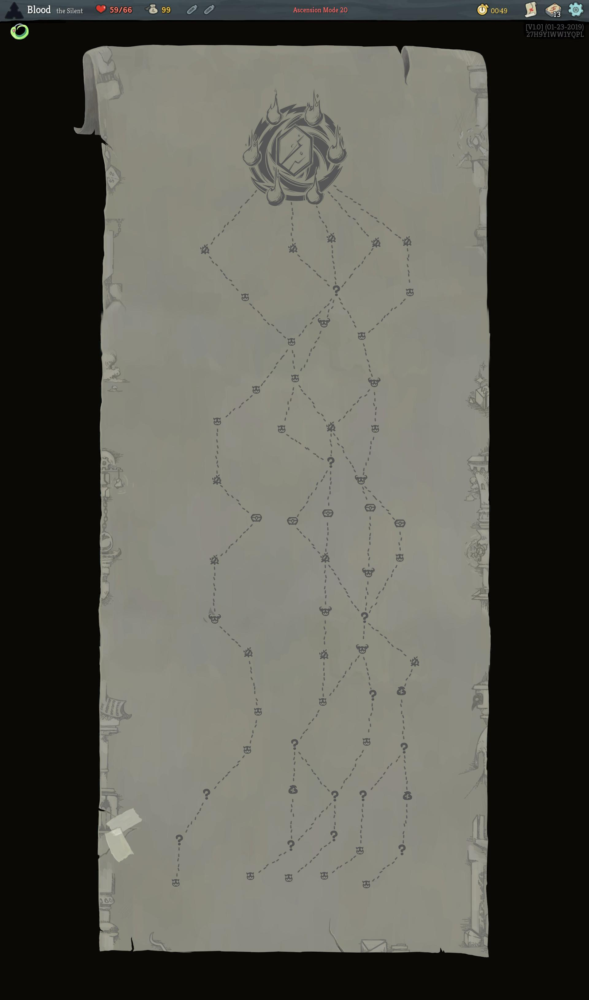 Blood the Silent 59/66 99 Ascension Mode 20 00:49 13
[V1.0] (01-23-2019)
27H9YIWW1YQPL